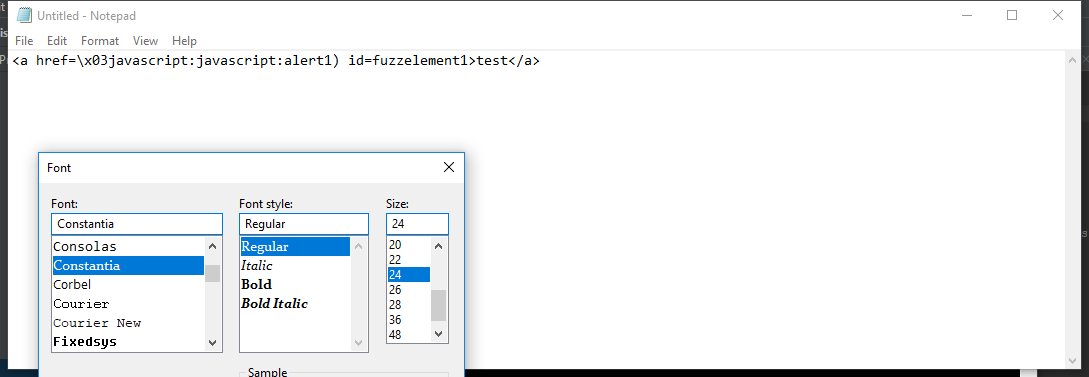 Untitled - Notepad
File Edit Format View Help
<a href=\x03javascript:javascript:alert1) id=fuzzelement1>test</a>
Font
Font: Font style: Size:
Constantia Regular 24
Consolas Regular 20
Constantia Italic 22
Corbel Bold 24
Courier Bold Italic 26
Courier New 28
Fixedsys 36
48
Sample